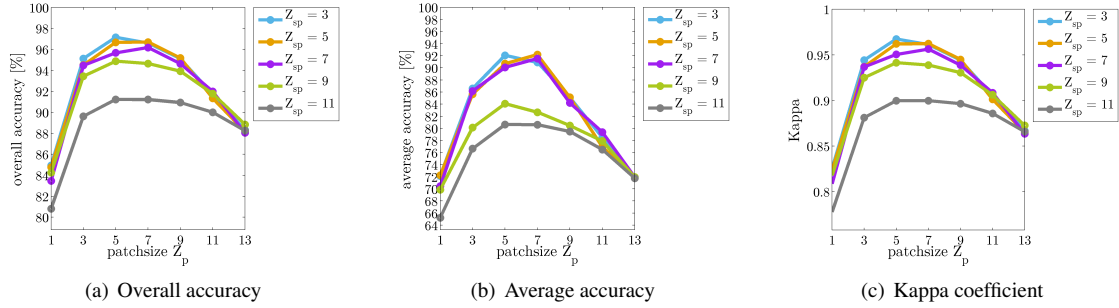 100
98
96
94
92
90
88
86
84
82
80
overall accuracy [%]
1 3 5 7 9 11 13
patchsize Z_p
Z_sp = 3
Z_sp = 5
Z_sp = 7
Z_sp = 9
Z_sp = 11
(a) Overall accuracy
100
98
96
94
92
90
88
86
84
82
80
78
76
74
72
70
68
66
64
average accuracy [%]
1 3 5 7 9 11 13
patchsize Z_p
Z_sp = 3
Z_sp = 5
Z_sp = 7
Z_sp = 9
Z_sp = 11
(b) Average accuracy
1
0.95
0.9
0.85
0.8
Kappa
1 3 5 7 9 11 13
patchsize Z_p
Z_sp = 3
Z_sp = 5
Z_sp = 7
Z_sp = 9
Z_sp = 11
(c) Kappa coefficient